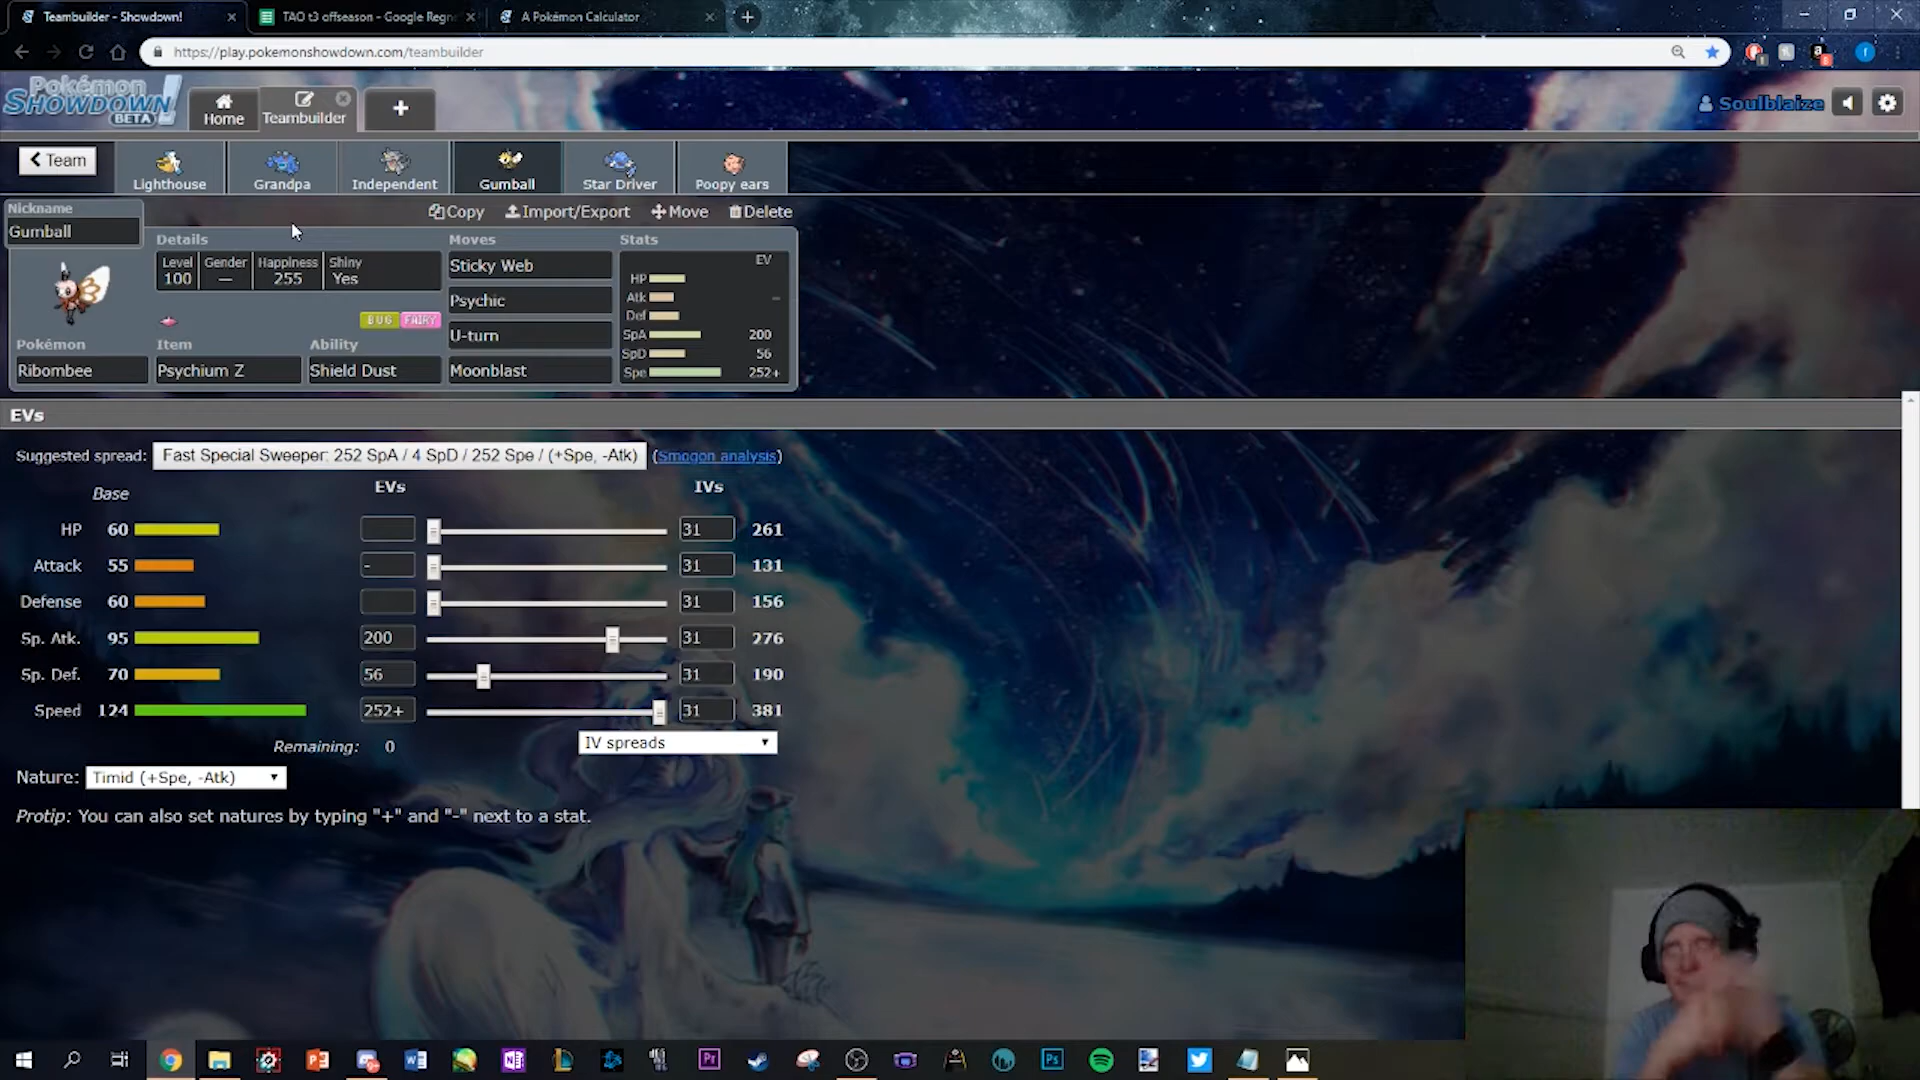 Teambuilder - Showdown!
TAO t3 offseason - Google Regn
A Pokémon Calculator
https://play.pokemonshowdown.com/teambuilder
Pokémon
SHOWDOWN!
BETA
Home
Teambuilder
+
Soulblaize
< Team
Lighthouse
Grandpa
Independent
Gumball
Star Driver
Poopy ears
Nickname
Gumball
Copy
Import/Export
Move
Delete
Details
Moves
Stats
Level
Gender
Happiness
Shiny
100
—
255
Yes
Sticky Web
Psychic
U-turn
Moonblast
EV
HP
Atk –
Def
SpA 200
SpD 56
Spe 252+
BUG FAIRY
Pokémon
Item
Ability
Ribombee
Psychium Z
Shield Dust
EVs
Suggested spread: Fast Special Sweeper: 252 SpA / 4 SpD / 252 Spe / (+Spe, -Atk) (Smogon analysis)
Base EVs IVs
HP 60 31 261
Attack 55 - 31 131
Defense 60 31 156
Sp. Atk. 95 200 31 276
Sp. Def. 70 56 31 190
Speed 124 252+ 31 381
Remaining: 0 IV spreads
Nature: Timid (+Spe, -Atk)
Protip: You can also set natures by typing "+" and "-" next to a stat.